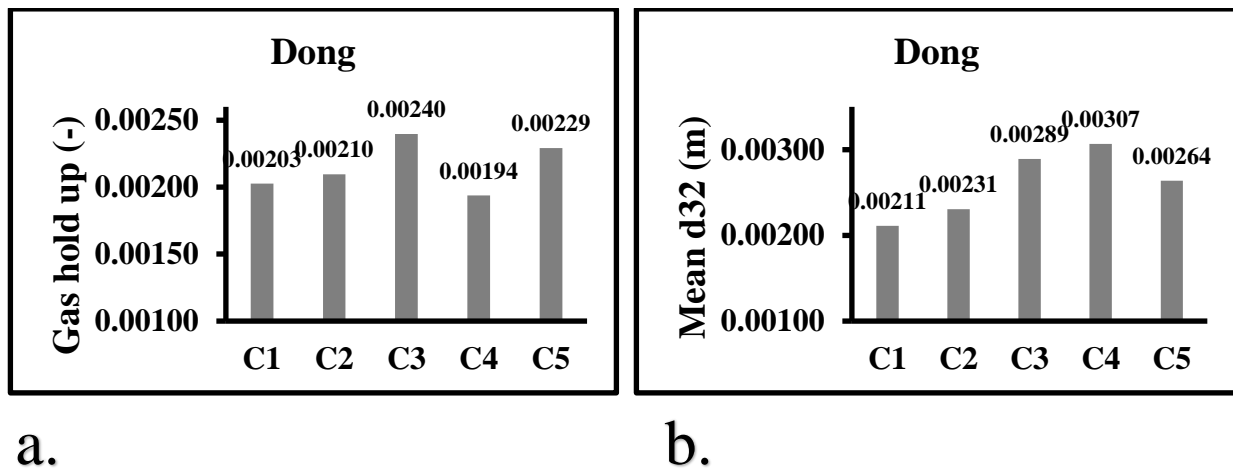 Dong
Gas hold up (-)
0.00250
0.00200
0.00150
0.00100
0.00203
0.00210
0.00240
0.00194
0.00229
C1 C2 C3 C4 C5
a.
Dong
Mean d32 (m)
0.00300
0.00200
0.00100
0.00211
0.00231
0.00289
0.00307
0.00264
C1 C2 C3 C4 C5
b.